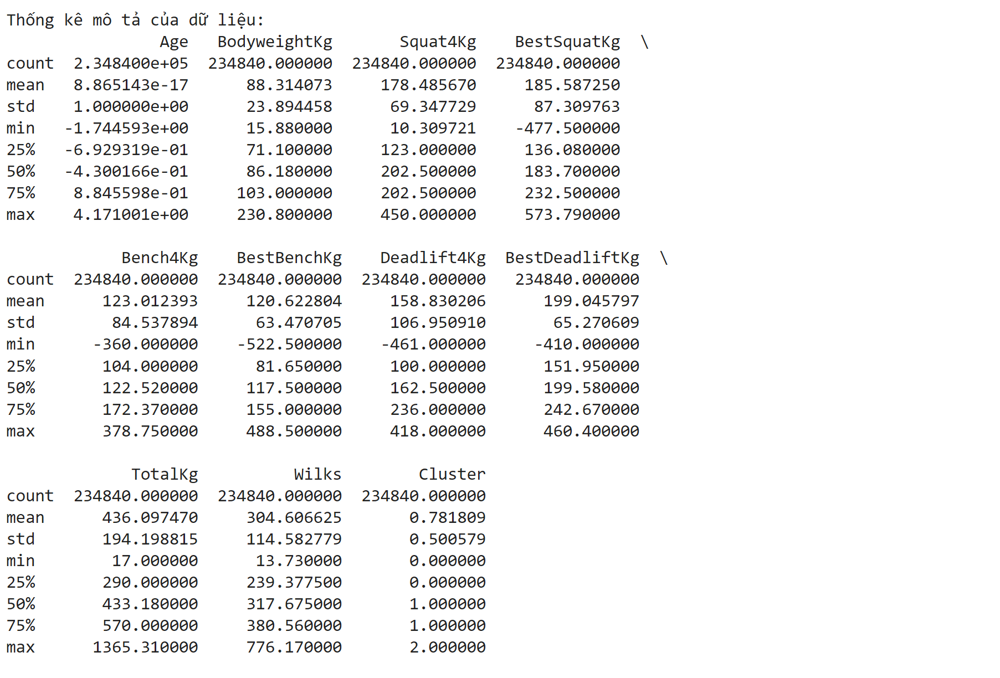 Thống kê mô tả của dữ liệu:
Age BodyweightKg Squat4Kg BestSquatKg \
count 2.348400e+05 234840.000000 234840.000000 234840.000000
mean 8.865143e-17 88.314073 178.485670 185.587250
std 1.000000e+00 23.894458 69.347729 87.309763
min -1.744593e+00 15.880000 10.309721 -477.500000
25% -6.929319e-01 71.100000 123.000000 136.080000
50% -4.300166e-01 86.180000 202.500000 183.700000
75% 8.845598e-01 103.000000 202.500000 232.500000
max 4.171001e+00 230.800000 450.000000 573.790000
Bench4Kg BestBenchKg Deadlift4Kg BestDeadliftKg \
count 234840.000000 234840.000000 234840.000000 234840.000000
mean 123.012393 120.622804 158.830206 199.045797
std 84.537894 63.470705 106.950910 65.270609
min -360.000000 -522.500000 -461.000000 -410.000000
25% 104.000000 81.650000 100.000000 151.950000
50% 122.520000 117.500000 162.500000 199.580000
75% 172.370000 155.000000 236.000000 242.670000
max 378.750000 488.500000 418.000000 460.400000
TotalKg Wilks Cluster
count 234840.000000 234840.000000 234840.000000
mean 436.097470 304.606625 0.781809
std 194.198815 114.582779 0.500579
min 17.000000 13.730000 0.000000
25% 290.000000 239.377500 0.000000
50% 433.180000 317.675000 1.000000
75% 570.000000 380.560000 1.000000
max 1365.310000 776.170000 2.000000